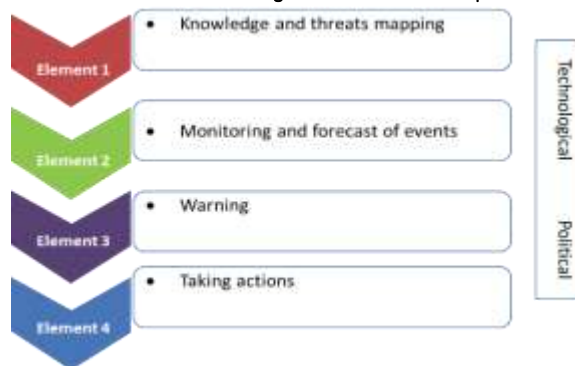 Element 1
• Knowledge and threats mapping
Element 2
• Monitoring and forecast of events
Element 3
• Warning
Element 4
• Taking actions
Technological
Political